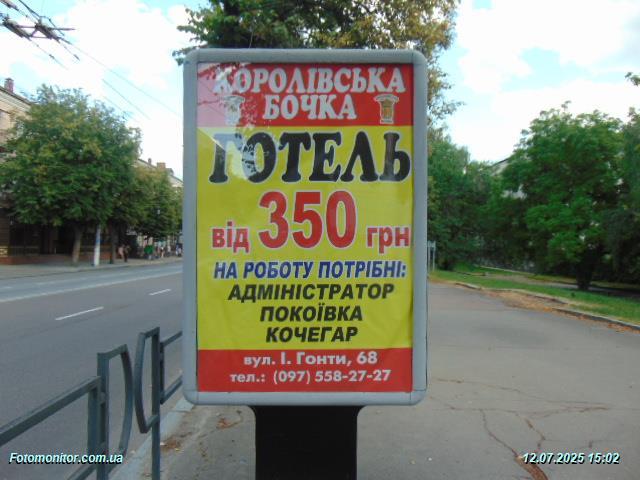 КОРОЛІВСЬКА
БОЧКА
ГОТЕЛЬ
від 350 грн
НА РОБОТУ ПОТРІБНІ:
АДМІНІСТРАТОР
ПОКОЇВКА
КОЧЕГАР
вул. І. Гонти, 68
тел.: (097) 558-27-27
Fotomonitor.com.ua
12.07.2025 15:02